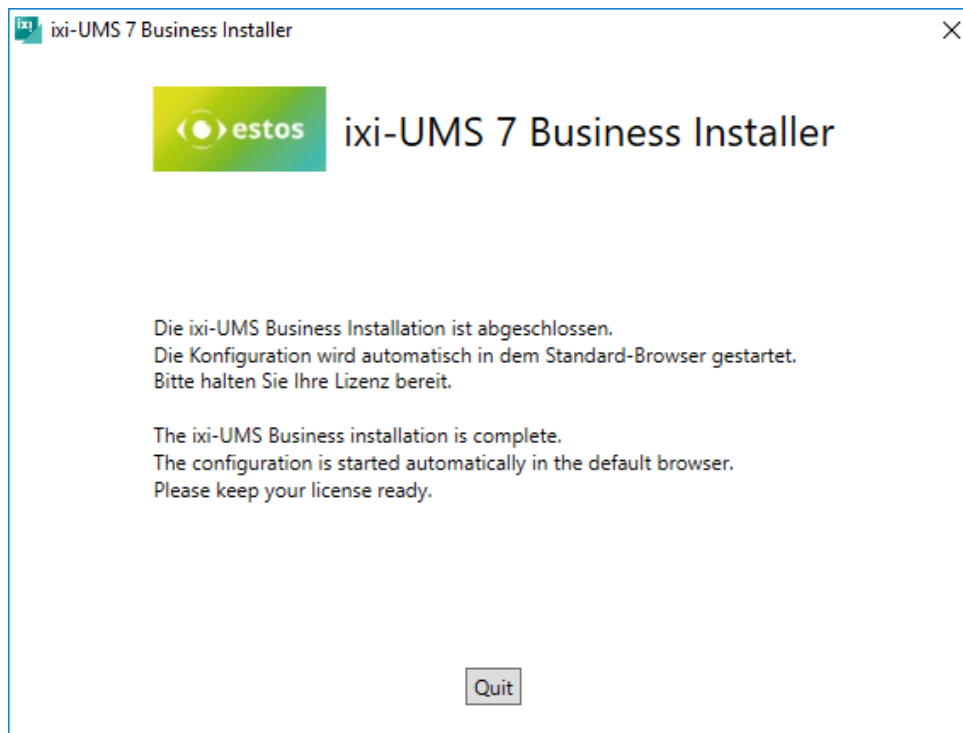 ixi-UMS 7 Business Installer
estos
ixi-UMS 7 Business Installer
Die ixi-UMS Business Installation ist abgeschlossen.
Die Konfiguration wird automatisch in dem Standard-Browser gestartet.
Bitte halten Sie Ihre Lizenz bereit.
The ixi-UMS Business installation is complete.
The configuration is started automatically in the default browser.
Please keep your license ready.
Quit